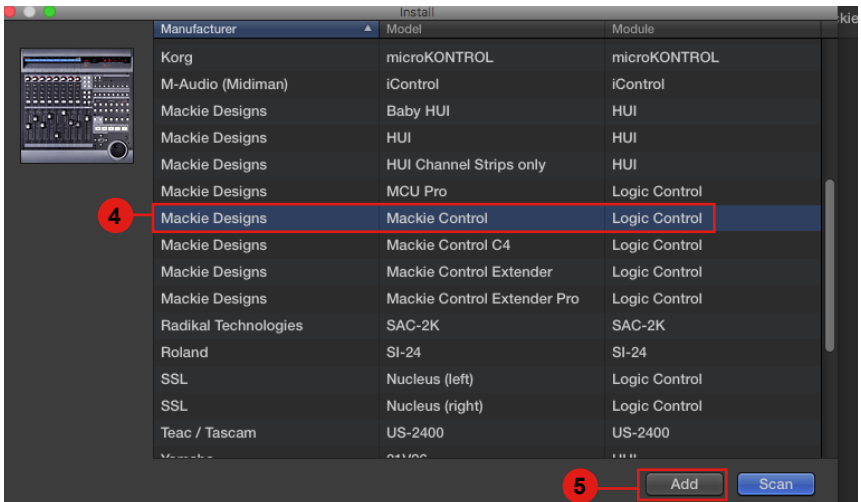 Install
kie
Manufacturer Model Module
Korg microKONTROL microKONTROL
M-Audio (Midiman) iControl iControl
Mackie Designs Baby HUI HUI
Mackie Designs HUI HUI
Mackie Designs HUI Channel Strips only HUI
Mackie Designs MCU Pro Logic Control
4 Mackie Designs Mackie Control Logic Control
Mackie Designs Mackie Control C4 Logic Control
Mackie Designs Mackie Control Extender Logic Control
Mackie Designs Mackie Control Extender Pro Logic Control
Radikal Technologies SAC-2K SAC-2K
Roland SI-24 SI-24
SSL Nucleus (left) Logic Control
SSL Nucleus (right) Logic Control
Teac / Tascam US-2400 US-2400
5 Add Scan